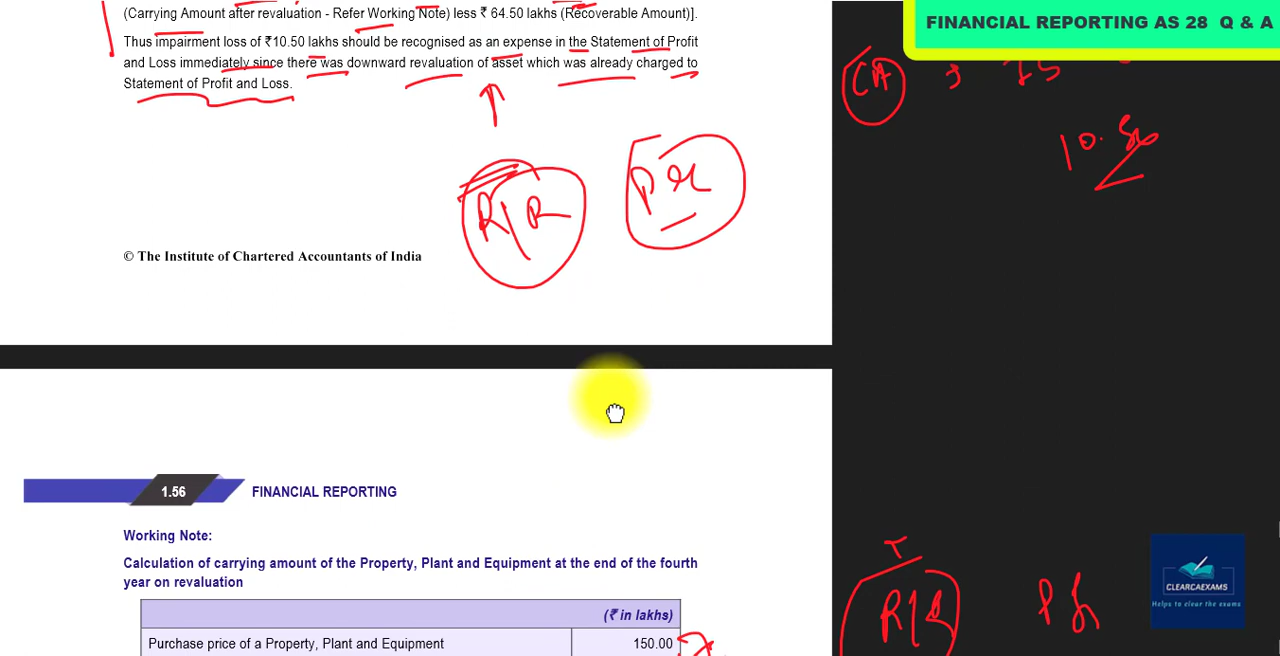 (Carrying Amount after revaluation - Refer Working Note) less ₹ 64.50 lakhs (Recoverable Amount)].
Thus impairment loss of ₹10.50 lakhs should be recognised as an expense in the Statement of Profit
and Loss immediately since there was downward revaluation of asset which was already charged to
Statement of Profit and Loss.
R/R
© The Institute of Chartered Accountants of India
1.56 FINANCIAL REPORTING
Working Note:
Calculation of carrying amount of the Property, Plant and Equipment at the end of the fourth
year on revaluation
(₹ in lakhs)
Purchase price of a Property, Plant and Equipment 150.00
FINANCIAL REPORTING AS 28 Q & A
CA 75
10.50
R/R
CLEARCAEXAMS
Helps to clear the exams